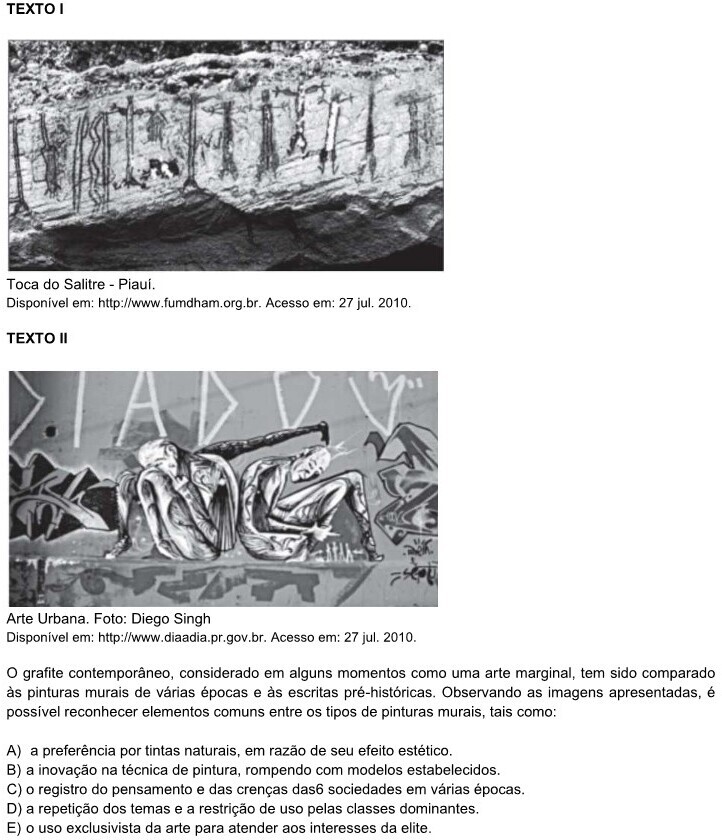 TEXTO I
Toca do Salitre - Piauí.
Disponível em: http://www.fumdham.org.br. Acesso em: 27 jul. 2010.
TEXTO II
Arte Urbana. Foto: Diego Singh
Disponível em: http://www.diaadia.pr.gov.br. Acesso em: 27 jul. 2010.
O grafite contemporâneo, considerado em alguns momentos como uma arte marginal, tem sido comparado
às pinturas murais de várias épocas e às escritas pré-históricas. Observando as imagens apresentadas, é
possível reconhecer elementos comuns entre os tipos de pinturas murais, tais como:
A) a preferência por tintas naturais, em razão de seu efeito estético.
B) a inovação na técnica de pintura, rompendo com modelos estabelecidos.
C) o registro do pensamento e das crenças das6 sociedades em várias épocas.
D) a repetição dos temas e a restrição de uso pelas classes dominantes.
E) o uso exclusivista da arte para atender aos interesses da elite.